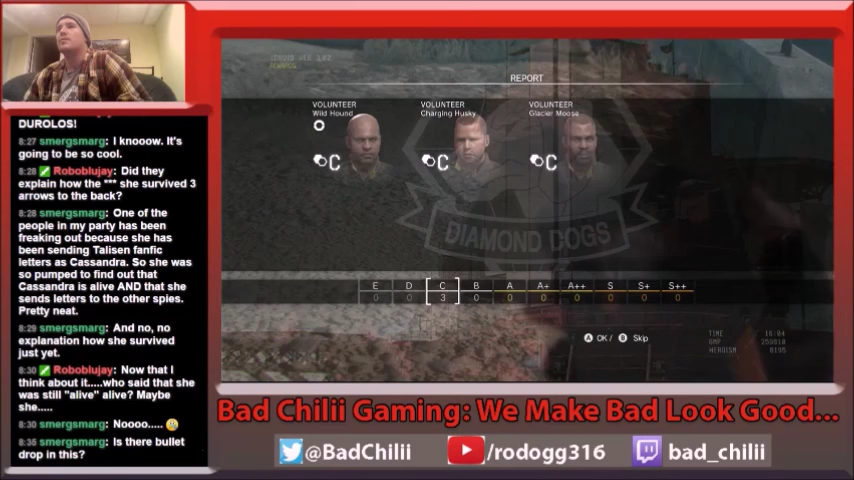 DUROLOS!
8:27 smergsmarg: I knooow. It's
going to be so cool.
8:28 Roboblujay: Did they
explain how the *** she survived 3
arrows to the back?
8:28 smergsmarg: One of the
people in my party has been
freaking out because she has
been sending Talisen fanfic
letters as Cassandra. So she was
so pumped to find out that
Cassandra is alive AND that she
sends letters to the other spies.
Pretty neat.
8:29 smergsmarg: And no, no
explanation how she survived
just yet.
8:30 Roboblujay: Now that I
think about it.....who said that she
was still "alive" alive? Maybe
she.....
8:30 smergsmarg: Noooo.....
8:35 smergsmarg: Is there bullet
drop in this?
REPORT
VOLUNTEER VOLUNTEER VOLUNTEER
Wild Hound Charging Husky Glacier Moose
C C C
DIAMOND DOGS
E D C B A A+ A++ S S+ S++
0 0 3 0 0 0 0 0 0 0
A OK / B Skip
TIME 16:04
GMP 259810
HEROISM 6195
Bad Chilii Gaming: We Make Bad Look Good...
@BadChilii /rodogg316 bad_chilii